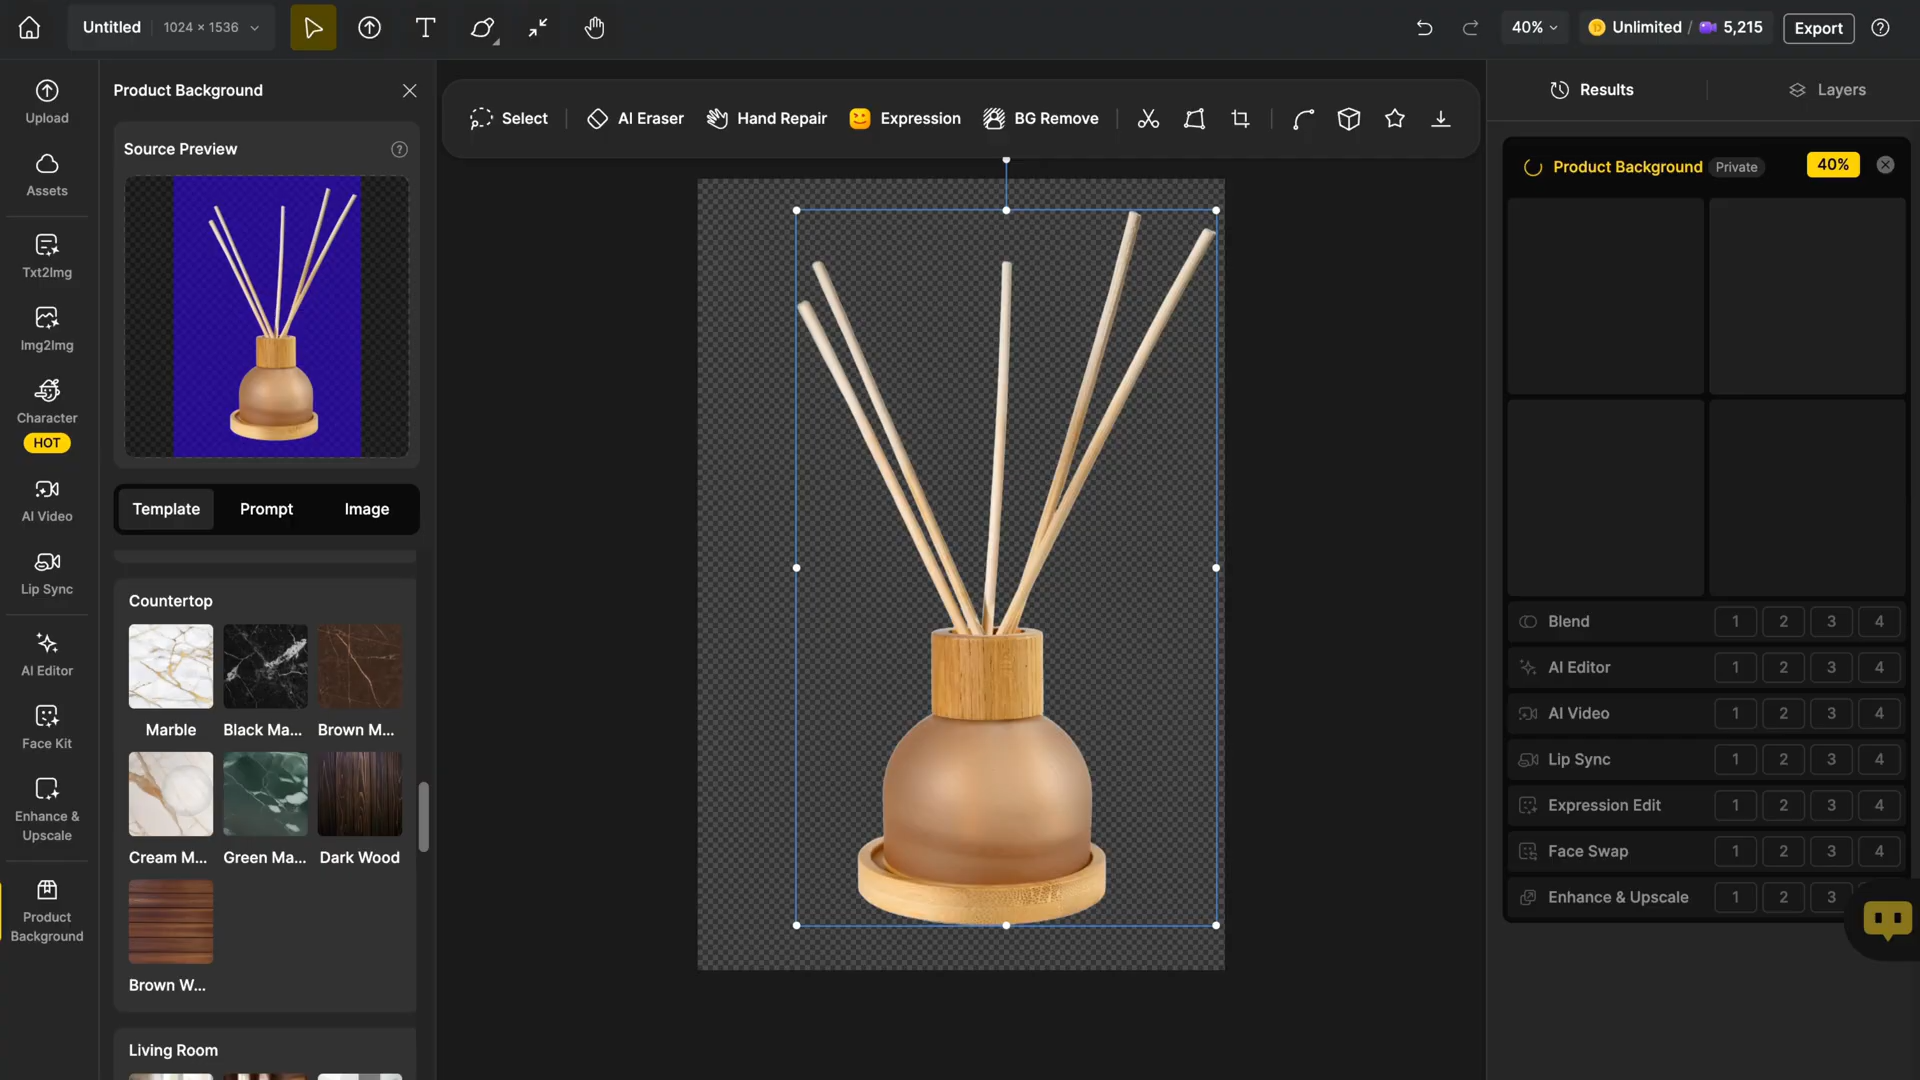 Untitled 1024 × 1536
40%
Unlimited / 5,215
Export
Upload
Assets
Txt2Img
Img2Img
Character
HOT
AI Video
Lip Sync
AI Editor
Face Kit
Enhance &
Upscale
Product
Background
Product Background
Source Preview
Template Prompt Image
Countertop
Marble Black Ma... Brown M...
Cream M... Green Ma... Dark Wood
Brown W...
Living Room
Select AI Eraser Hand Repair Expression BG Remove
Results Layers
Product Background Private 40%
Blend 1 2 3 4
AI Editor 1 2 3 4
AI Video 1 2 3 4
Lip Sync 1 2 3 4
Expression Edit 1 2 3 4
Face Swap 1 2 3 4
Enhance & Upscale 1 2 3